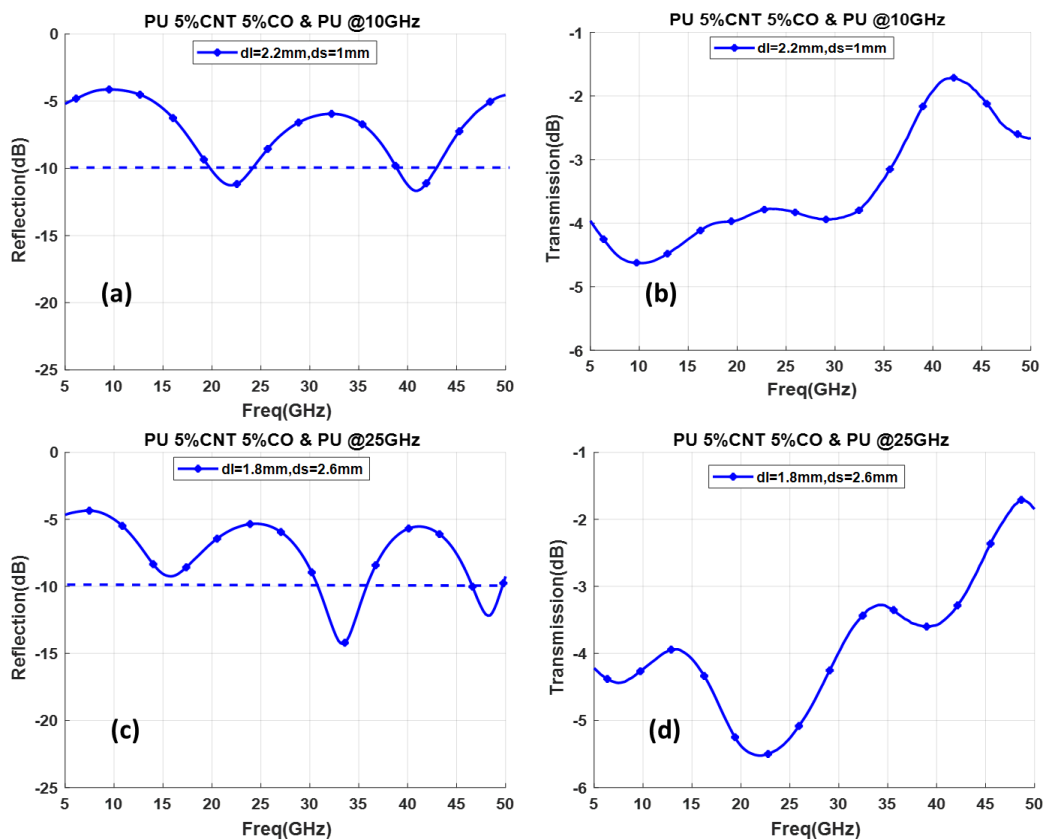 PU 5%CNT 5%CO & PU @10GHz
dl=2.2mm,ds=1mm
0
-5
-10
-15
-20
-25
Reflection(dB)
(a)
5 10 15 20 25 30 35 40 45 50
Freq(GHz)
PU 5%CNT 5%CO & PU @10GHz
dl=2.2mm,ds=1mm
-1
-2
-3
-4
-5
-6
Transmission(dB)
(b)
5 10 15 20 25 30 35 40 45 50
Freq(GHz)
PU 5%CNT 5%CO & PU @25GHz
dl=1.8mm,ds=2.6mm
0
-5
-10
-15
-20
-25
Reflection(dB)
(c)
5 10 15 20 25 30 35 40 45 50
Freq(GHz)
PU 5%CNT 5%CO & PU @25GHz
dl=1.8mm,ds=2.6mm
-1
-2
-3
-4
-5
-6
Transmission(dB)
(d)
5 10 15 20 25 30 35 40 45 50
Freq(GHz)